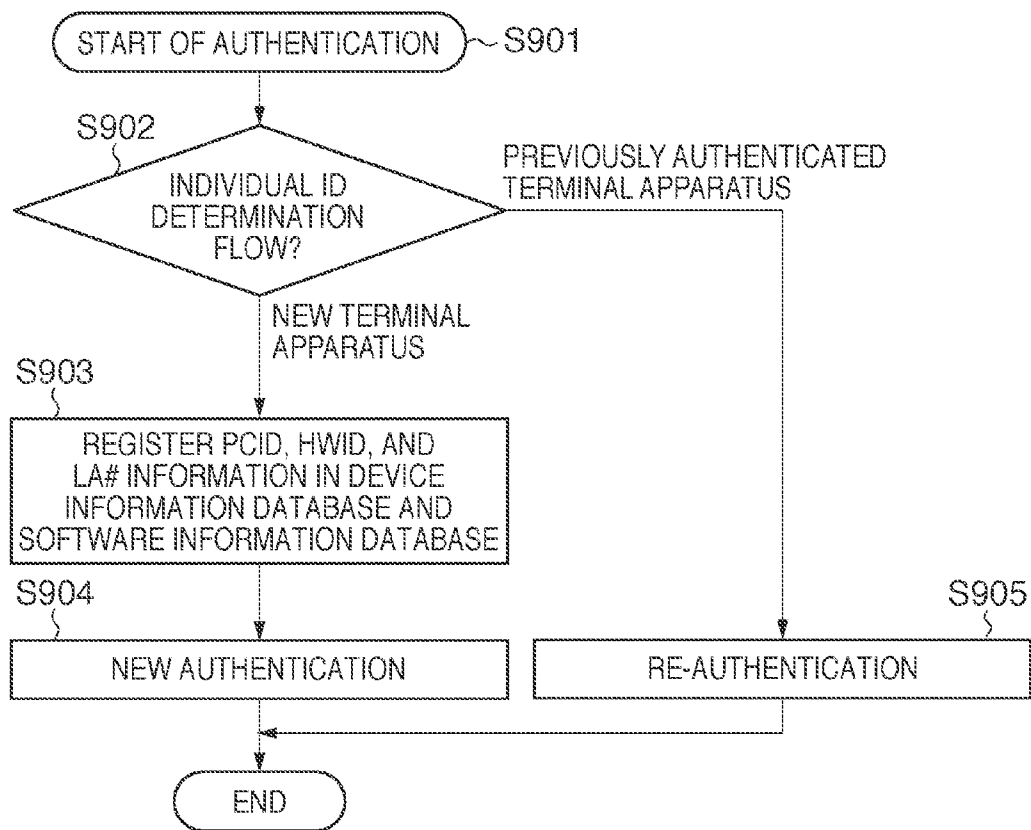 START OF AUTHENTICATION
S901
S902
INDIVIDUAL ID
DETERMINATION
FLOW?
PREVIOUSLY AUTHENTICATED
TERMINAL APPARATUS
NEW TERMINAL
APPARATUS
S903
REGISTER PCID, HWID, AND
LA# INFORMATION IN DEVICE
INFORMATION DATABASE AND
SOFTWARE INFORMATION DATABASE
S904
NEW AUTHENTICATION
S905
RE-AUTHENTICATION
END